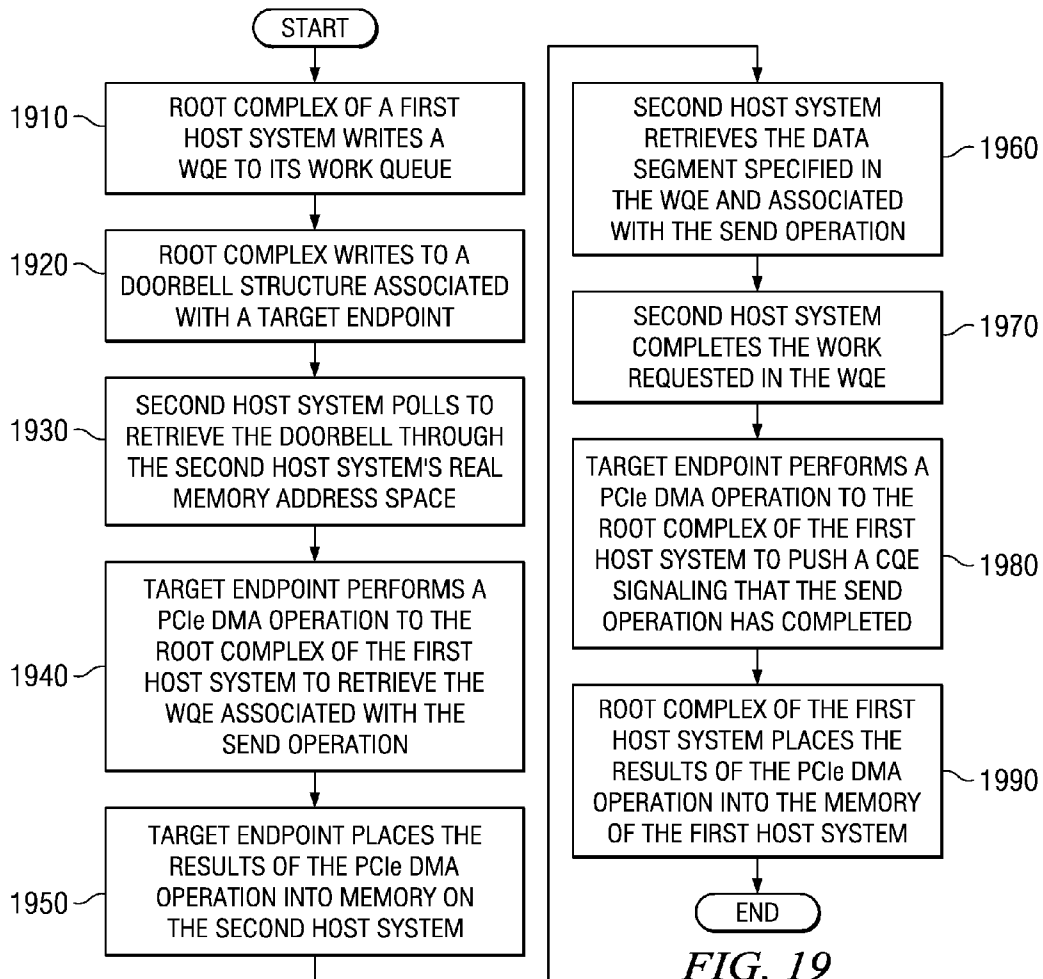 START
1910
ROOT COMPLEX OF A FIRST
HOST SYSTEM WRITES A
WQE TO ITS WORK QUEUE
1920
ROOT COMPLEX WRITES TO A
DOORBELL STRUCTURE ASSOCIATED
WITH A TARGET ENDPOINT
1930
SECOND HOST SYSTEM POLLS TO
RETRIEVE THE DOORBELL THROUGH
THE SECOND HOST SYSTEM'S REAL
MEMORY ADDRESS SPACE
1940
TARGET ENDPOINT PERFORMS A
PCIe DMA OPERATION TO THE
ROOT COMPLEX OF THE FIRST
HOST SYSTEM TO RETRIEVE THE
WQE ASSOCIATED WITH THE
SEND OPERATION
1950
TARGET ENDPOINT PLACES THE
RESULTS OF THE PCIe DMA
OPERATION INTO MEMORY ON
THE SECOND HOST SYSTEM
SECOND HOST SYSTEM
RETRIEVES THE DATA
SEGMENT SPECIFIED IN
THE WQE AND ASSOCIATED
WITH THE SEND OPERATION
1960
SECOND HOST SYSTEM
COMPLETES THE WORK
REQUESTED IN THE WQE
1970
TARGET ENDPOINT PERFORMS A
PCIe DMA OPERATION TO THE
ROOT COMPLEX OF THE FIRST
HOST SYSTEM TO PUSH A CQE
SIGNALING THAT THE SEND
OPERATION HAS COMPLETED
1980
ROOT COMPLEX OF THE FIRST
HOST SYSTEM PLACES THE
RESULTS OF THE PCIe DMA
OPERATION INTO THE MEMORY
OF THE FIRST HOST SYSTEM
1990
END
FIG. 19